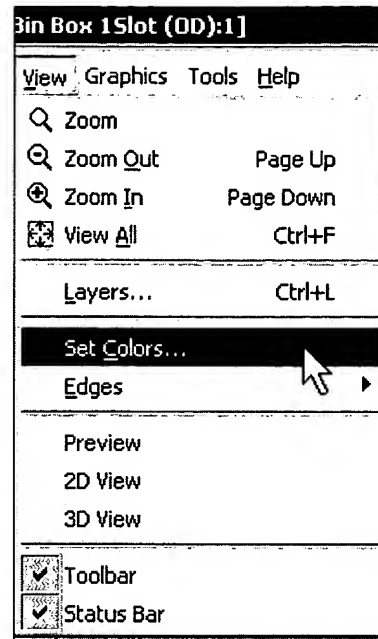 Bin Box 1Slot (OD):1]
View Graphics Tools Help
Zoom
Zoom Out Page Up
Zoom In Page Down
View All Ctrl+F
Layers... Ctrl+L
Set Colors...
Edges
Preview
2D View
3D View
Toolbar
Status Bar